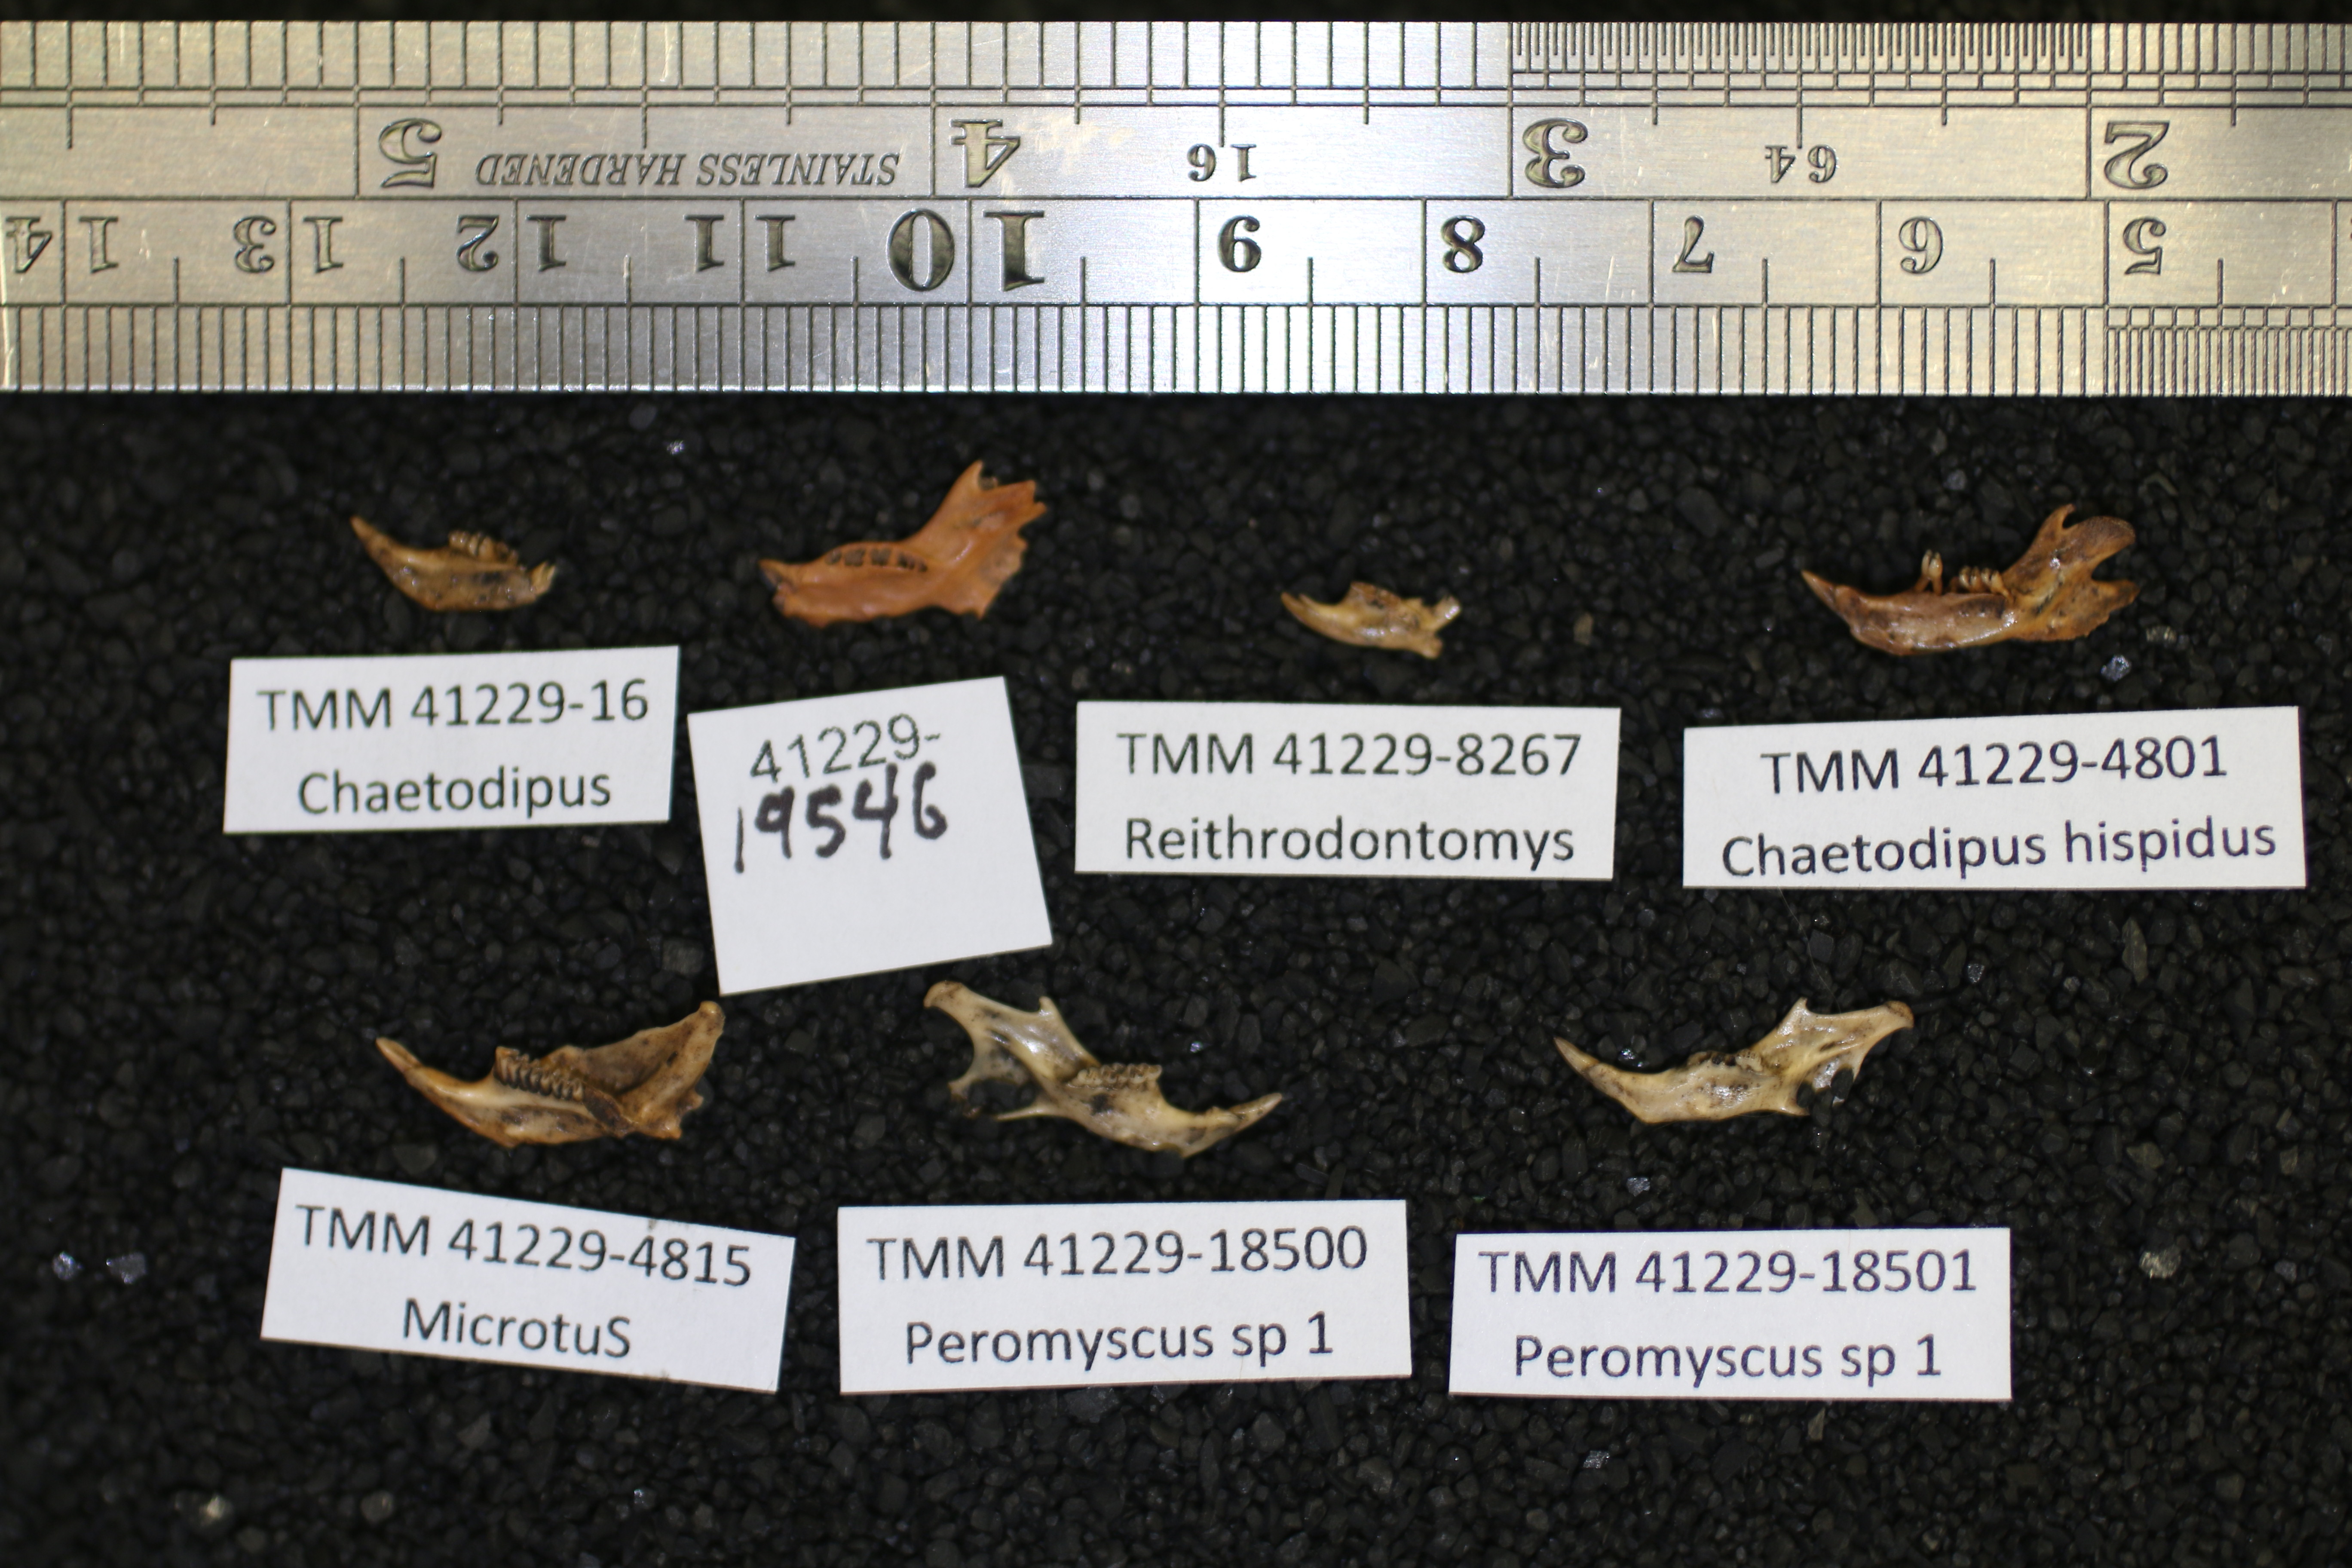 5 STAINLESS HARDENED 4 16 3 64 2
14 13 12 11 10 9 8 7 6 5
TMM 41229-16
Chaetodipus
41229-
19546
TMM 41229-8267
Reithrodontomys
TMM 41229-4801
Chaetodipus hispidus
TMM 41229-4815
MicrotuS
TMM 41229-18500
Peromyscus sp 1
TMM 41229-18501
Peromyscus sp 1